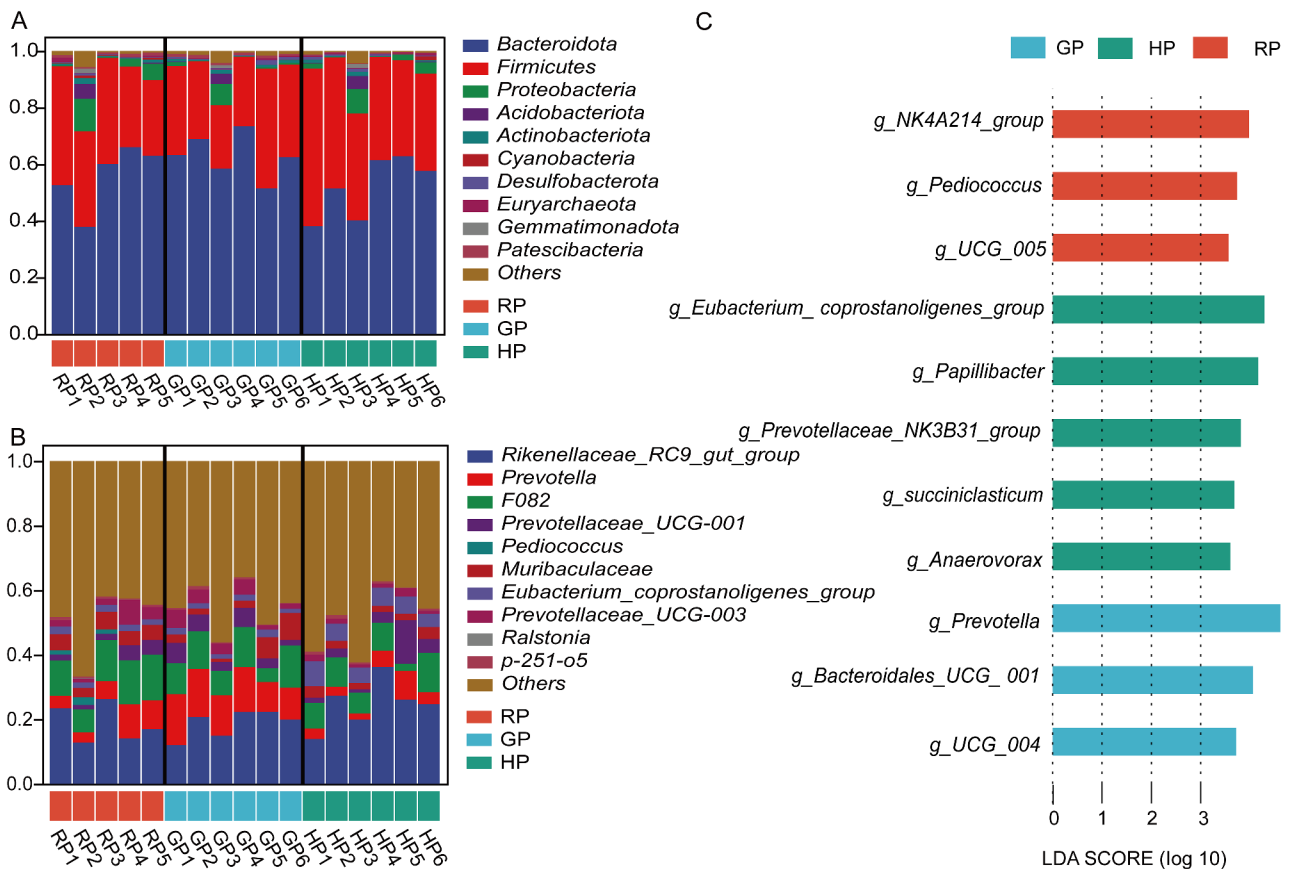 A
1.0
0.8
0.6
0.4
0.2
0.0
RP1 RP2 RP3 RP4 RP5 GP1 GP2 GP3 GP4 GP5 GP6 HP1 HP2 HP3 HP4 HP5 HP6
Bacteroidota
Firmicutes
Proteobacteria
Acidobacteriota
Actinobacteriota
Cyanobacteria
Desulfobacterota
Euryarchaeota
Gemmatimonadota
Patescibacteria
Others
RP
GP
HP
B
1.0
0.8
0.6
0.4
0.2
0.0
RP1 RP2 RP3 RP4 RP5 GP1 GP2 GP3 GP4 GP5 GP6 HP1 HP2 HP3 HP4 HP5 HP6
Rikenellaceae_RC9_gut_group
Prevotella
F082
Prevotellaceae_UCG-001
Pediococcus
Muribaculaceae
Eubacterium_coprostanoligenes_group
Prevotellaceae_UCG-003
Ralstonia
p-251-o5
Others
RP
GP
HP
C
GP HP RP
g_NK4A214_group
g_Pediococcus
g_UCG_005
g_Eubacterium_ coprostanoligenes_group
g_Papillibacter
g_Prevotellaceae_NK3B31_group
g_succiniclasticum
g_Anaerovorax
g_Prevotella
g_Bacteroidales_UCG_ 001
g_UCG_004
0 1 2 3
LDA SCORE (log 10)